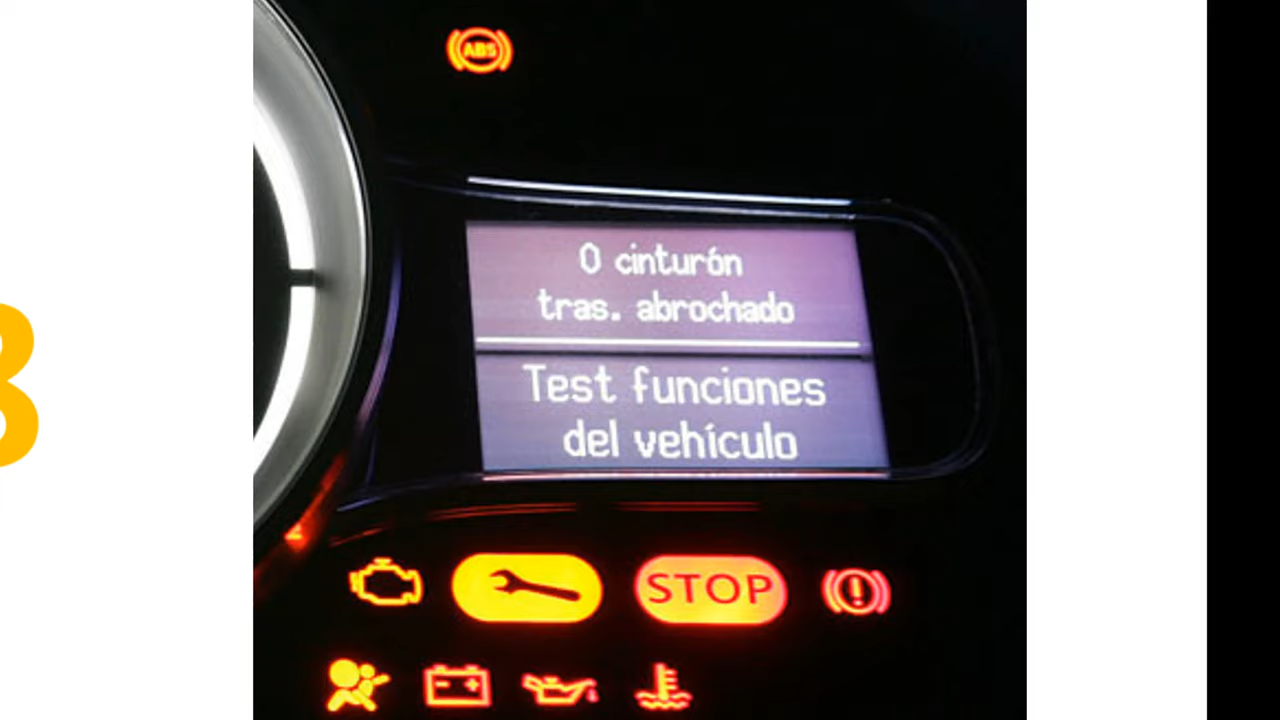 ABS
0 cinturón
tras. abrochado
Test funciones
del vehículo
STOP